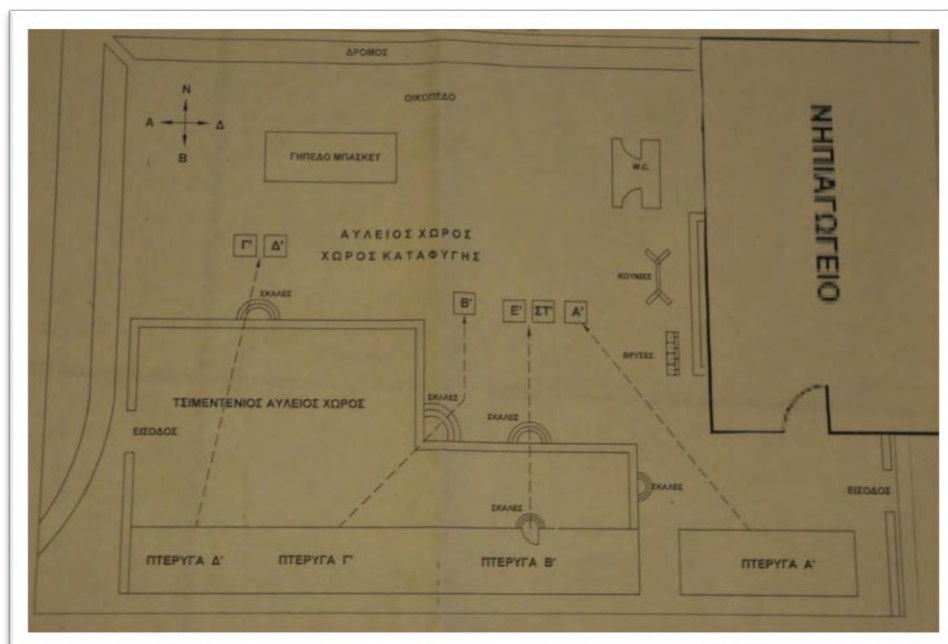 ΔΡΟΜΟΣ
ΟΙΚΟΠΕΔΟ
Ν
Α Δ
Β
ΓΗΠΕΔΟ ΜΠΑΣΚΕΤ
W.C.
ΝΗΠΙΑΓΩΓΕΙΟ
ΑΥΛΕΙΟΣ ΧΩΡΟΣ
ΧΩΡΟΣ ΚΑΤΑΦΥΓΗΣ
Γ' Δ'
ΚΟΥΝΙΕΣ
ΣΚΑΛΕΣ
Β'
Ε' ΣΤ' Α'
ΒΡΥΣΕΣ
ΤΣΙΜΕΝΤΕΝΙΟΣ ΑΥΛΕΙΟΣ ΧΩΡΟΣ
ΣΚΑΛΕΣ
ΣΚΑΛΕΣ
ΕΙΣΟΔΟΣ
ΣΚΑΛΕΣ
ΕΙΣΟΔΟΣ
ΣΚΑΛΕΣ
ΠΤΕΡΥΓΑ Δ'
ΠΤΕΡΥΓΑ Γ'
ΠΤΕΡΥΓΑ Β'
ΠΤΕΡΥΓΑ Α'